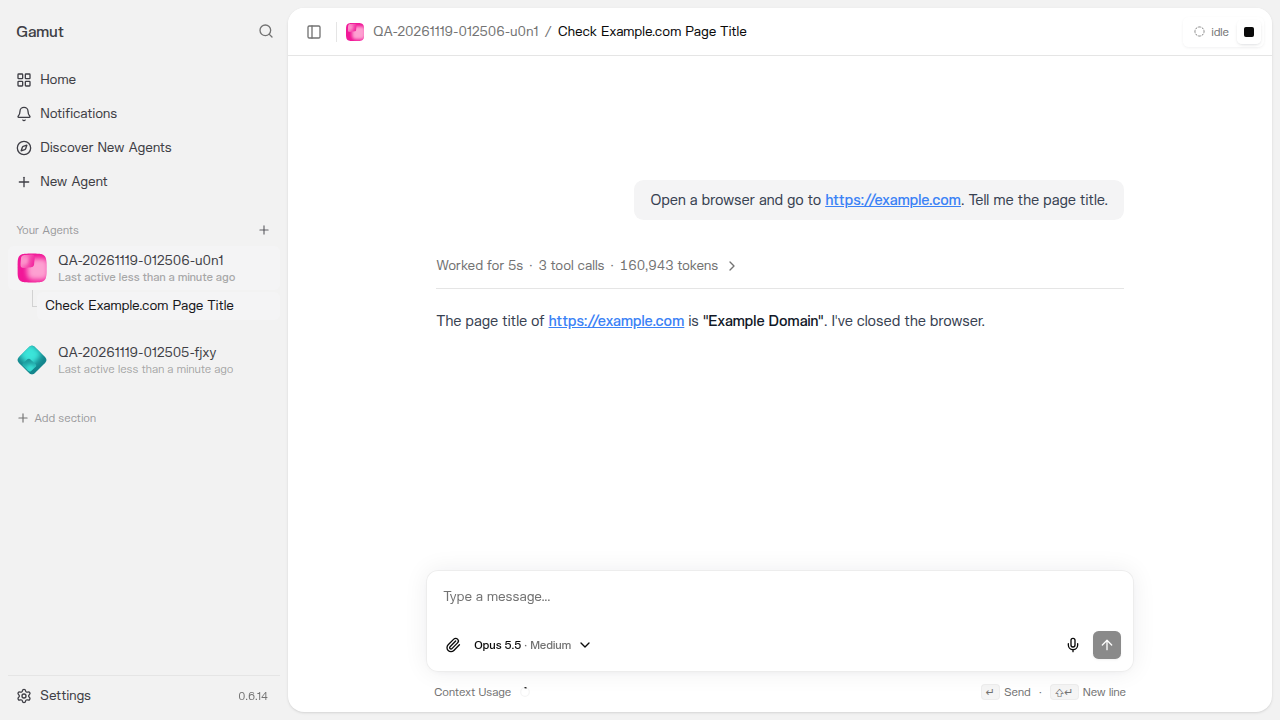 Gamut
Home
Notifications
Discover New Agents
New Agent
Your Agents
QA-20261119-012506-u0n1
Last active less than a minute ago
Check Example.com Page Title
QA-20261119-012505-fjxy
Last active less than a minute ago
Add section
Settings
0.6.14
QA-20261119-012506-u0n1 / Check Example.com Page Title
idle
Open a browser and go to https://example.com. Tell me the page title.
Worked for 5s · 3 tool calls · 160,943 tokens
The page title of https://example.com is "Example Domain". I've closed the browser.
Type a message...
Opus 5.5 · Medium
Context Usage
Send · New line